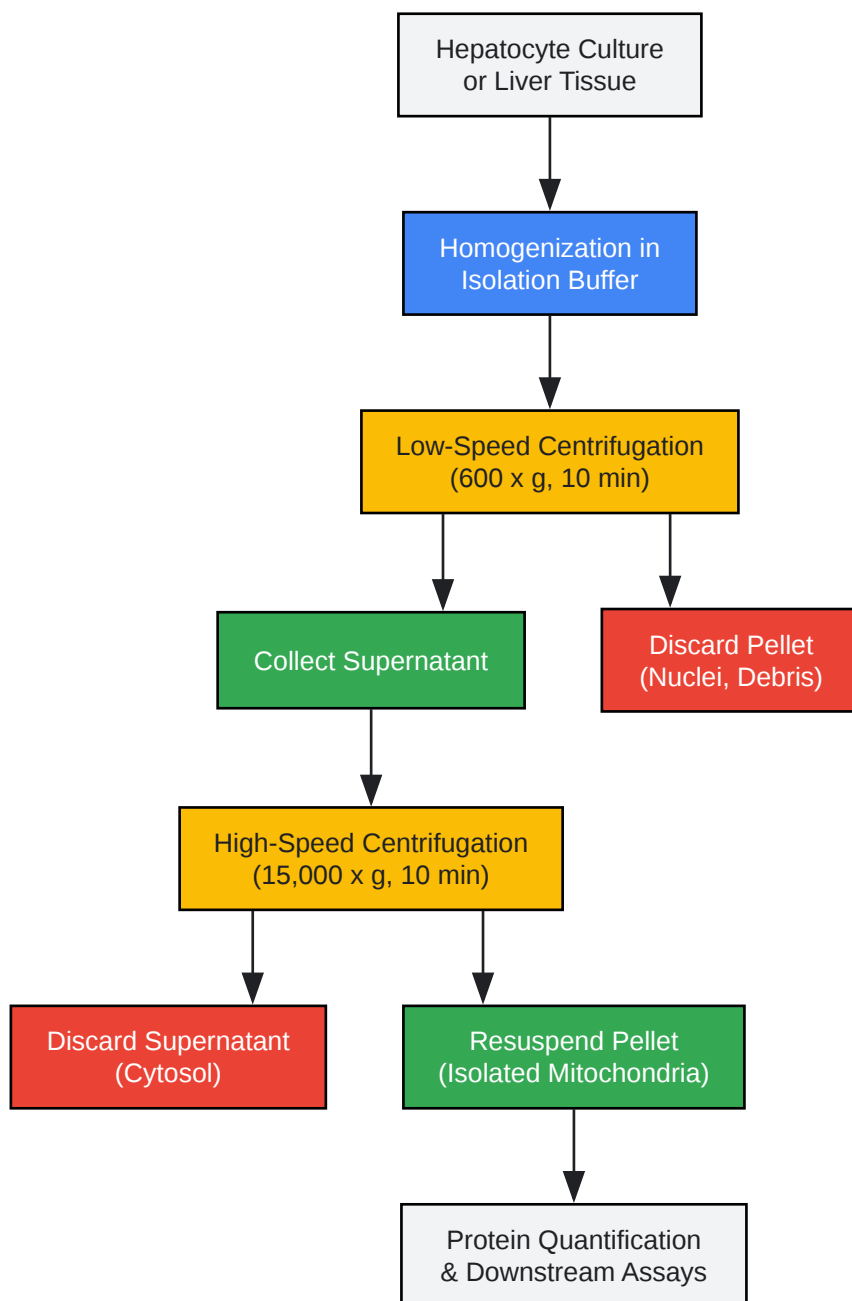 Hepatocyte Culture
or Liver Tissue
Homogenization in
Isolation Buffer
Low-Speed Centrifugation
(600 x g, 10 min)
Collect Supernatant
Discard Pellet
(Nuclei, Debris)
High-Speed Centrifugation
(15,000 x g, 10 min)
Discard Supernatant
(Cytosol)
Resuspend Pellet
(Isolated Mitochondria)
Protein Quantification
& Downstream Assays